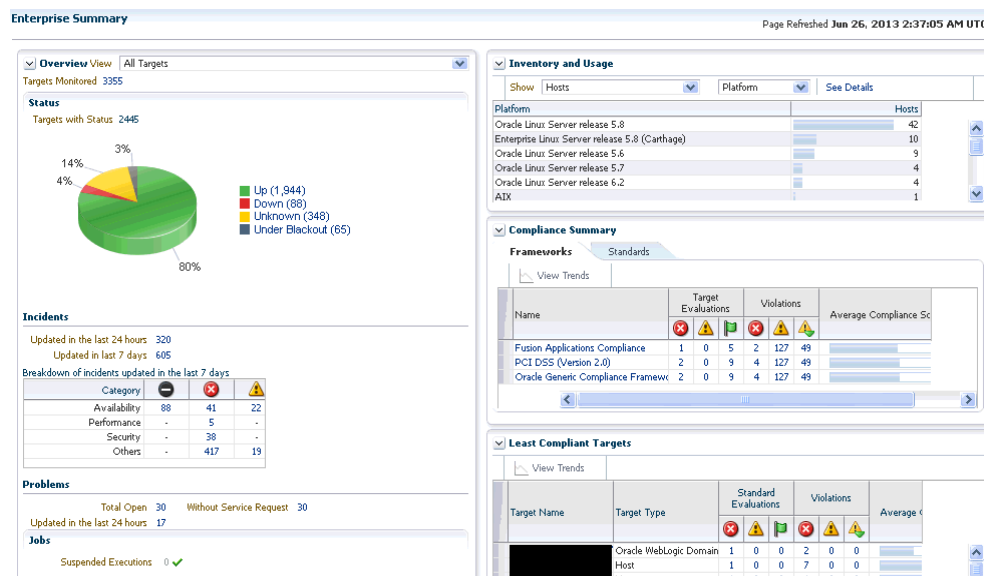 Enterprise Summary
Page Refreshed Jun 26, 2013 2:37:05 AM UTC
Overview View All Targets
Targets Monitored 3355
Status
Targets with Status 2445
3%
14%
4%
80%
Up (1,944)
Down (88)
Unknown (348)
Under Blackout (65)
Incidents
Updated in the last 24 hours 320
Updated in last 7 days 605
Breakdown of incidents updated in the last 7 days
Category
Availability 88 41 22
Performance - 5 -
Security - 38 -
Others - 417 19
Problems
Total Open 30 Without Service Request 30
Updated in the last 24 hours 17
Jobs
Suspended Executions 0
Inventory and Usage
Show Hosts Platform See Details
Platform Hosts
Oracle Linux Server release 5.8 42
Enterprise Linux Server release 5.8 (Carthage) 10
Oracle Linux Server release 5.6 9
Oracle Linux Server release 5.7 4
Oracle Linux Server release 6.2 4
AIX 1
Compliance Summary
Frameworks Standards
View Trends
Name Target Evaluations Violations Average Compliance Sc
Fusion Applications Compliance 1 0 5 2 127 49
PCI DSS (Version 2.0) 2 0 9 4 127 49
Oracle Generic Compliance Framewo 2 0 9 4 127 49
Least Compliant Targets
View Trends
Target Name Target Type Standard Evaluations Violations Average
Oracle WebLogic Domain 1 0 0 2 0 0
Host 1 0 0 7 0 0